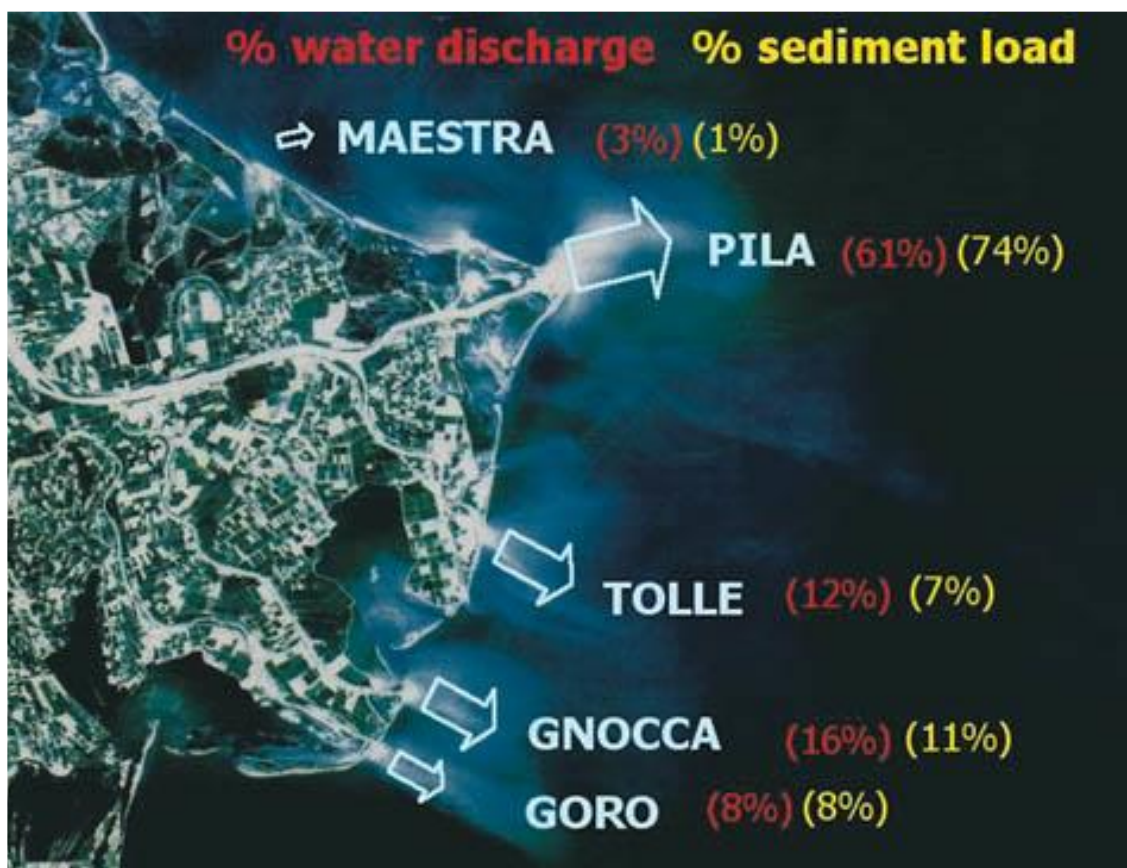 % water discharge % sediment load
MAESTRA (3%) (1%)
PILA (61%) (74%)
TOLLE (12%) (7%)
GNOCCA (16%) (11%)
GORO (8%) (8%)